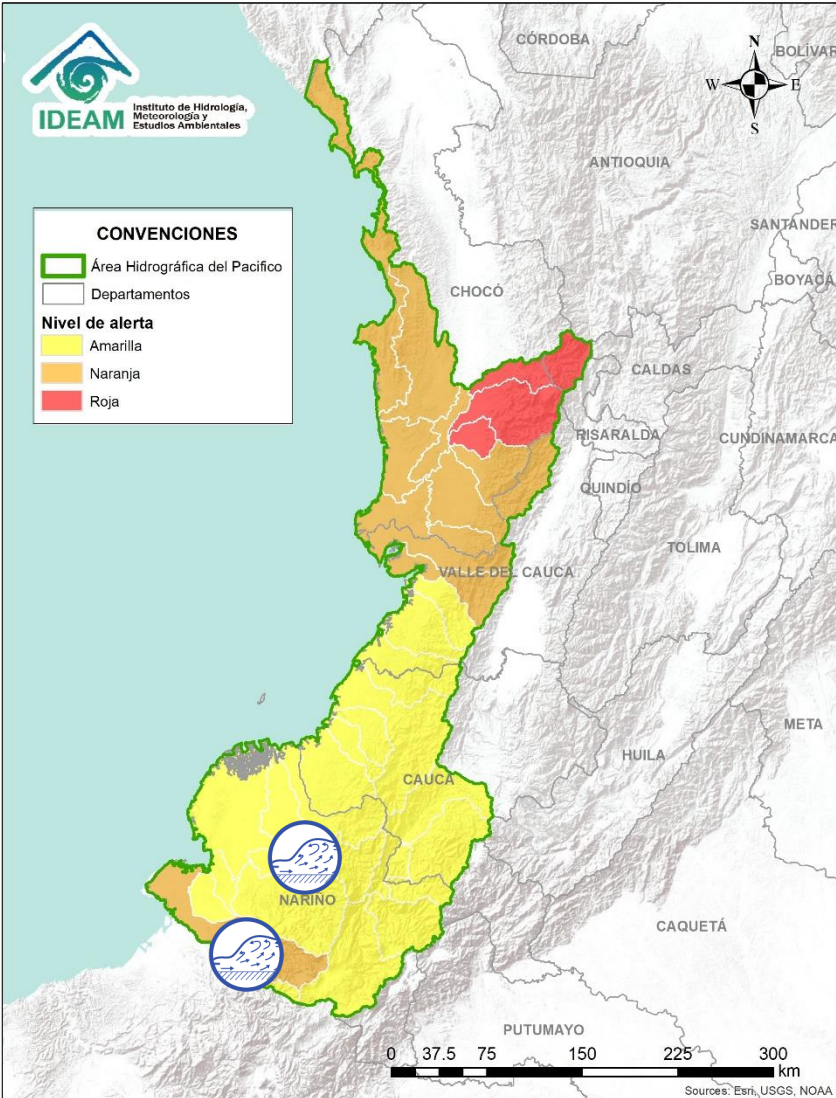 IDEAM
Instituto de Hidrología,
Meteorología y
Estudios Ambientales
CÓRDOBA
BOLÍVAR
N
W
E
S
ANTIOQUIA
CONVENCIONES
Área Hidrográfica del Pacifico
Departamentos
Nivel de alerta
Amarilla
Naranja
Roja
SANTANDER
BOYACÁ
CHOCÓ
CALDAS
RISARALDA
CUNDINAMARCA
QUINDÍO
TOLIMA
VALLE DEL CAUCA
META
HUILA
CAUCA
NARIÑO
CAQUETÁ
PUTUMAYO
0 37.5 75 150 225 300
km
Sources: Esri, USGS, NOAA